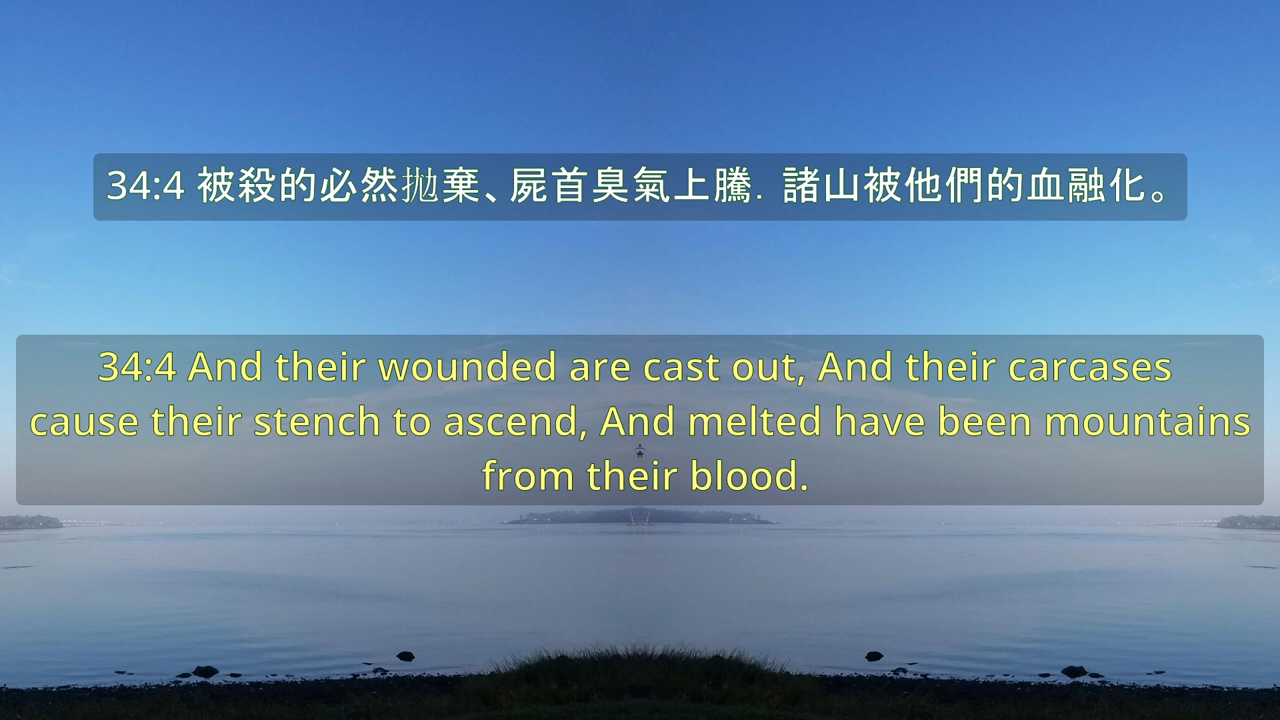 34:4 被殺的必然拋棄、屍首臭氣上騰． 諸山被他們的血融化。
34:4 And their wounded are cast out, And their carcases
cause their stench to ascend, And melted have been mountains
from their blood.